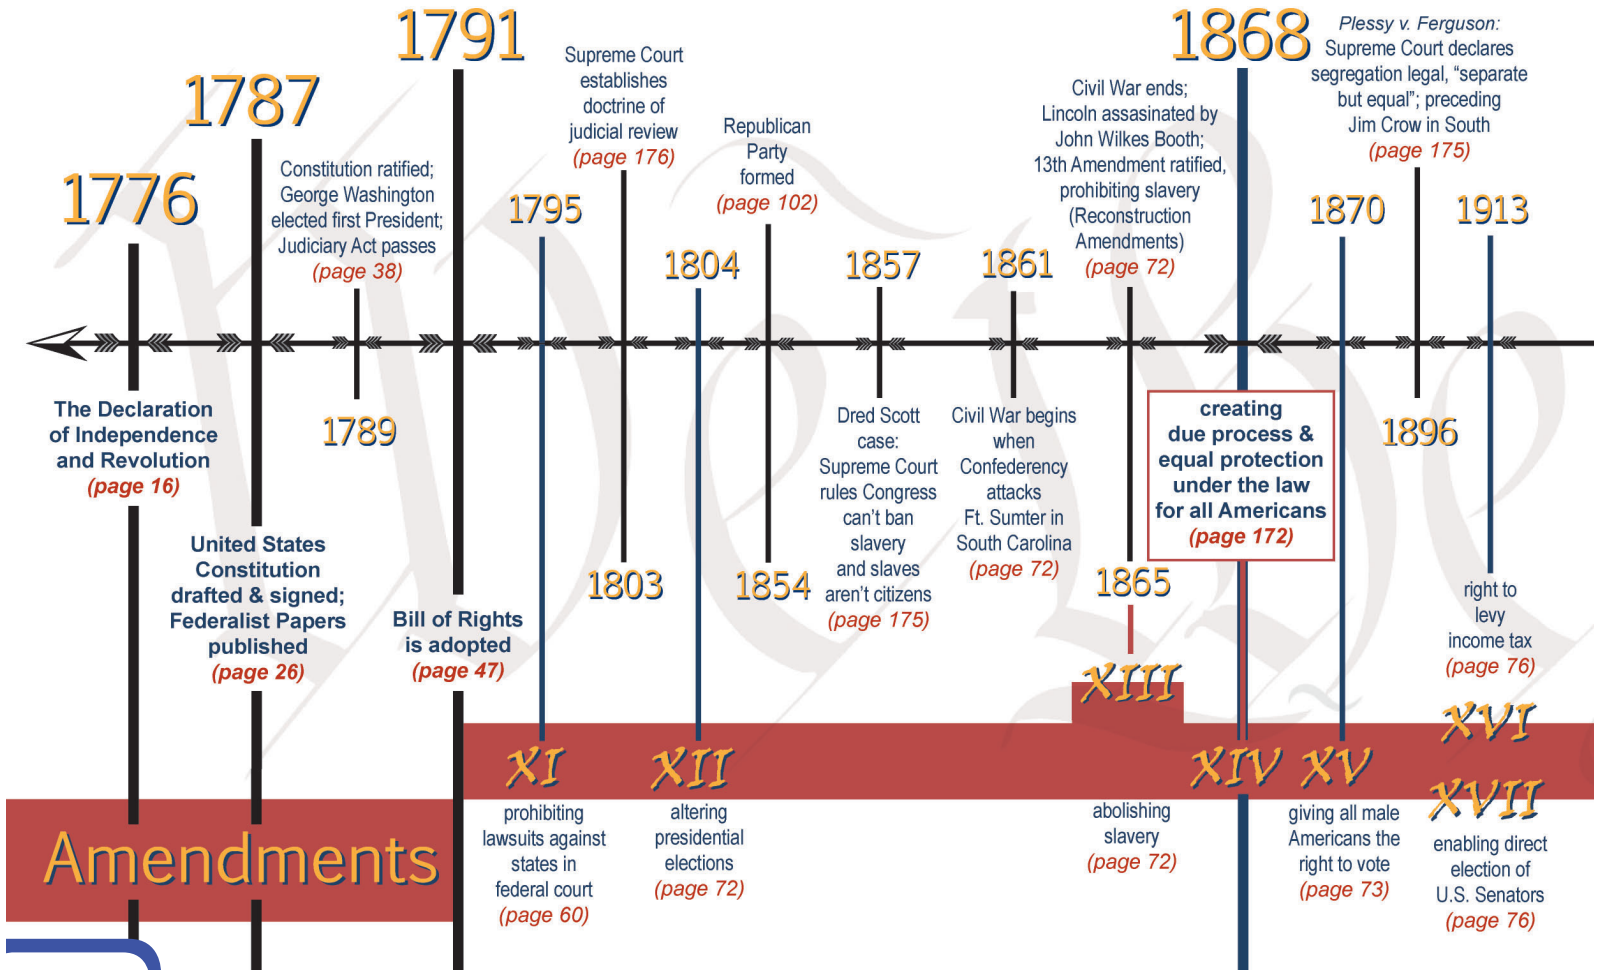 1776
The Declaration
of Independence
and Revolution
(page 16)
1787
United States
Constitution
drafted & signed;
Federalist Papers
published
(page 26)
Constitution ratified;
George Washington
elected first President;
Judiciary Act passes
(page 38)
1789
1791
Bill of Rights
is adopted
(page 47)
1795
XI
prohibiting
lawsuits against
states in
federal court
(page 60)
Supreme Court
establishes
doctrine of
judicial review
(page 176)
1803
1804
XII
altering
presidential
elections
(page 72)
Republican
Party
formed
(page 102)
1854
1857
Dred Scott
case:
Supreme Court
rules Congress
can't ban
slavery
and slaves
aren't citizens
(page 175)
1861
Civil War begins
when
Confederency
attacks
Ft. Sumter in
South Carolina
(page 72)
Civil War ends;
Lincoln assasinated by
John Wilkes Booth;
13th Amendment ratified,
prohibiting slavery
(Reconstruction
Amendments)
(page 72)
1865
XIII
abolishing
slavery
(page 72)
1868
creating
due process &
equal protection
under the law
for all Americans
(page 172)
XIV
1870
XV
giving all male
Americans the
right to vote
(page 73)
Plessy v. Ferguson:
Supreme Court declares
segregation legal, “separate
but equal”; preceding
Jim Crow in South
(page 175)
1896
1913
right to
levy
income tax
(page 76)
XVI
XVII
enabling direct
election of
U.S. Senators
(page 76)
Amendments
We the